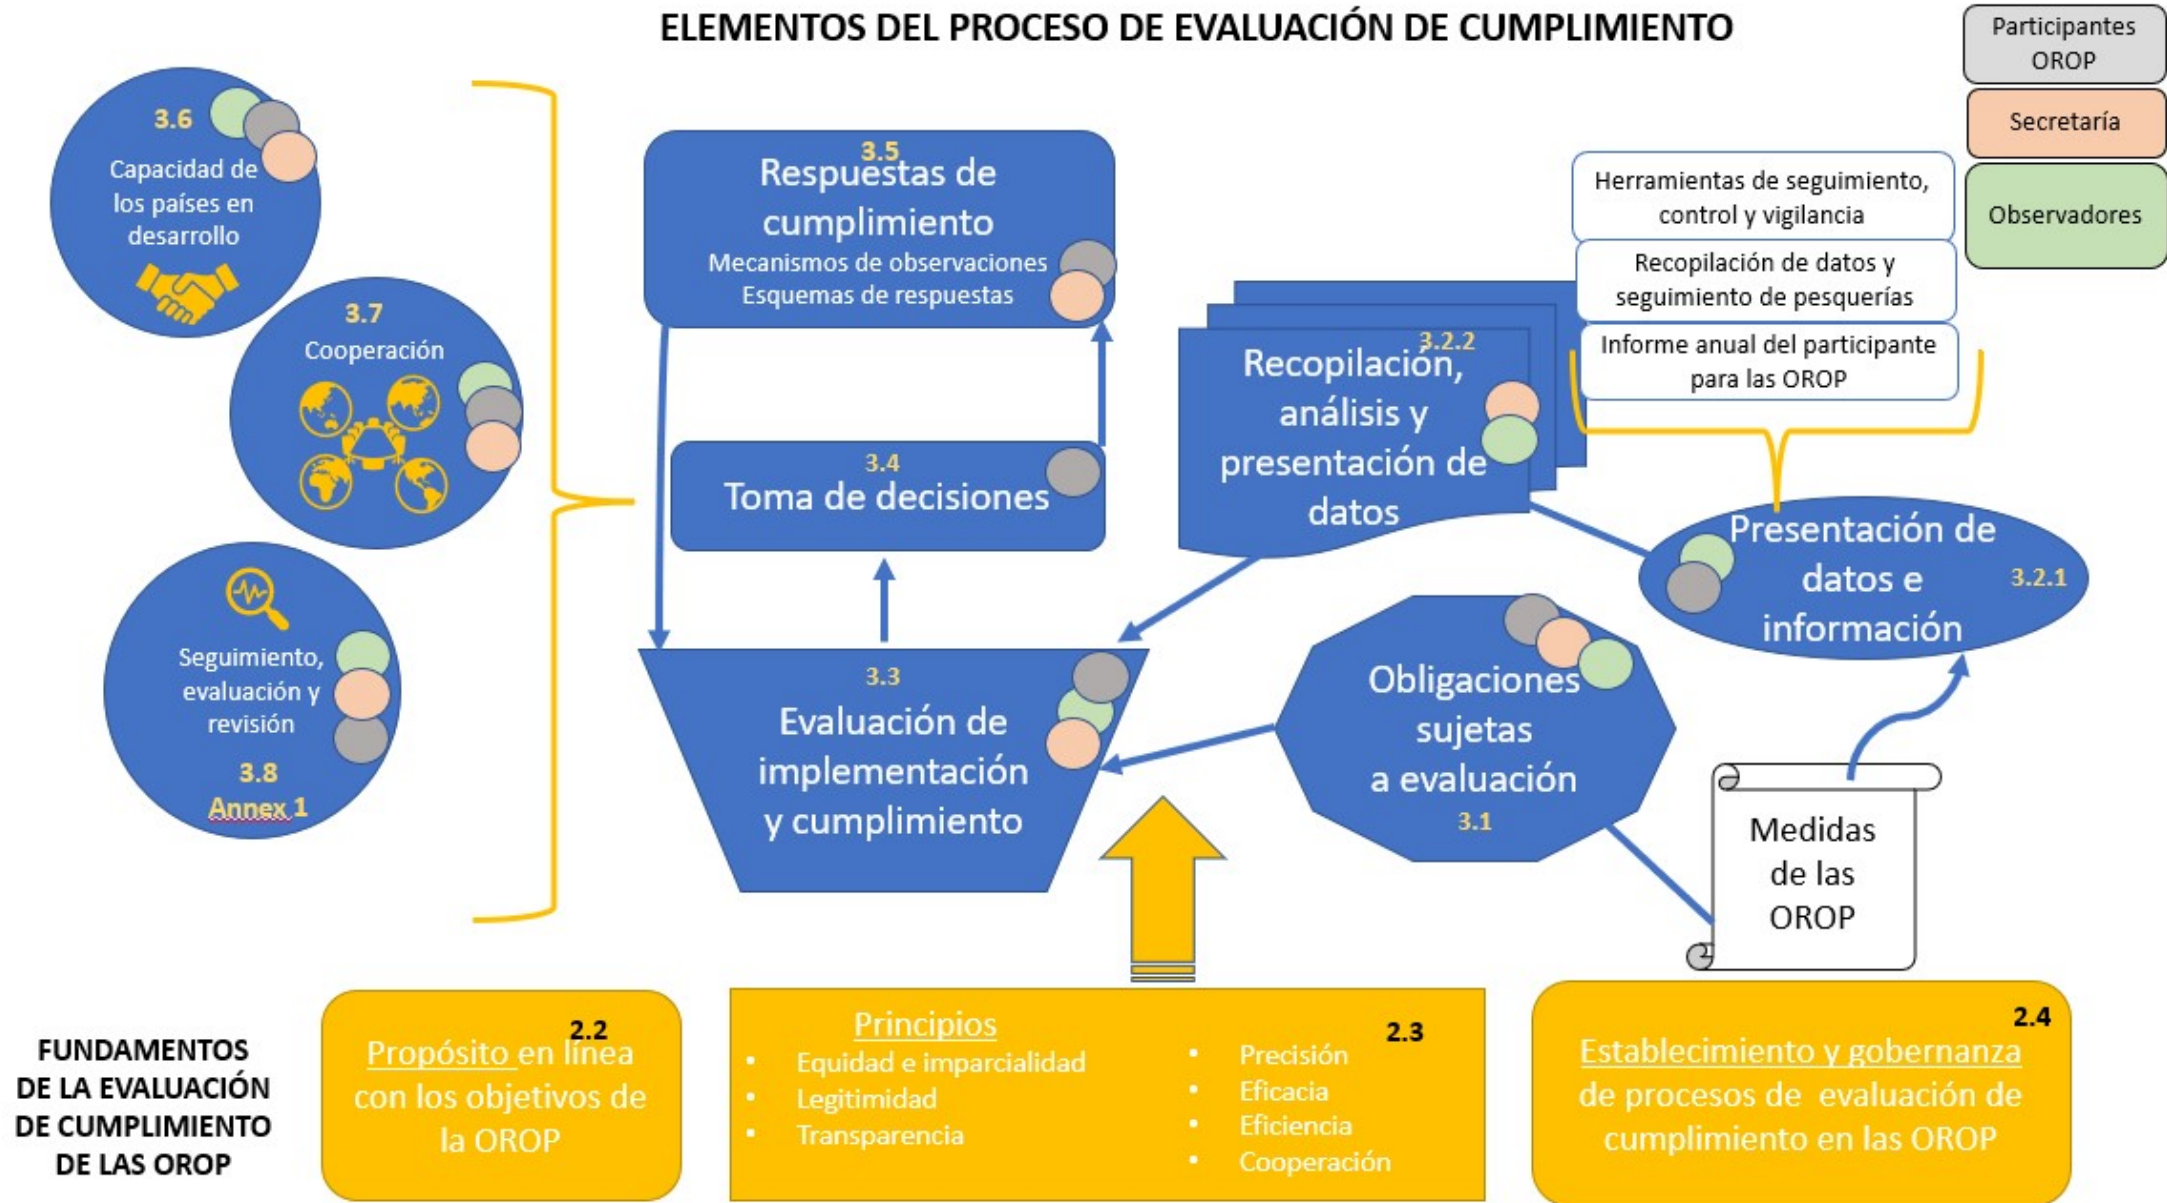 ELEMENTOS DEL PROCESO DE EVALUACIÓN DE CUMPLIMIENTO
Participantes
OROP
Secretaría
Observadores
3.6
Capacidad de
los países en
desarrollo
3.7
Cooperación
Seguimiento,
evaluación y
revisión
3.8
Annex 1
3.5
Respuestas de
cumplimiento
Mecanismos de observaciones
Esquemas de respuestas
3.4
Toma de decisiones
3.3
Evaluación de
implementación
y cumplimiento
3.2.2
Recopilación,
análisis y
presentación de
datos
Herramientas de seguimiento,
control y vigilancia
Recopilación de datos y
seguimiento de pesquerías
Informe anual del participante
para las OROP
Presentación de
datos e
información
3.2.1
Obligaciones
sujetas
a evaluación
3.1
Medidas
de las
OROP
FUNDAMENTOS
DE LA EVALUACIÓN
DE CUMPLIMIENTO
DE LAS OROP
2.2
Propósito en línea
con los objetivos de
la OROP
Principios
2.3
• Equidad e imparcialidad
• Legitimidad
• Transparencia
• Precisión
• Eficacia
• Eficiencia
• Cooperación
2.4
Establecimiento y gobernanza
de procesos de evaluación de
cumplimiento en las OROP